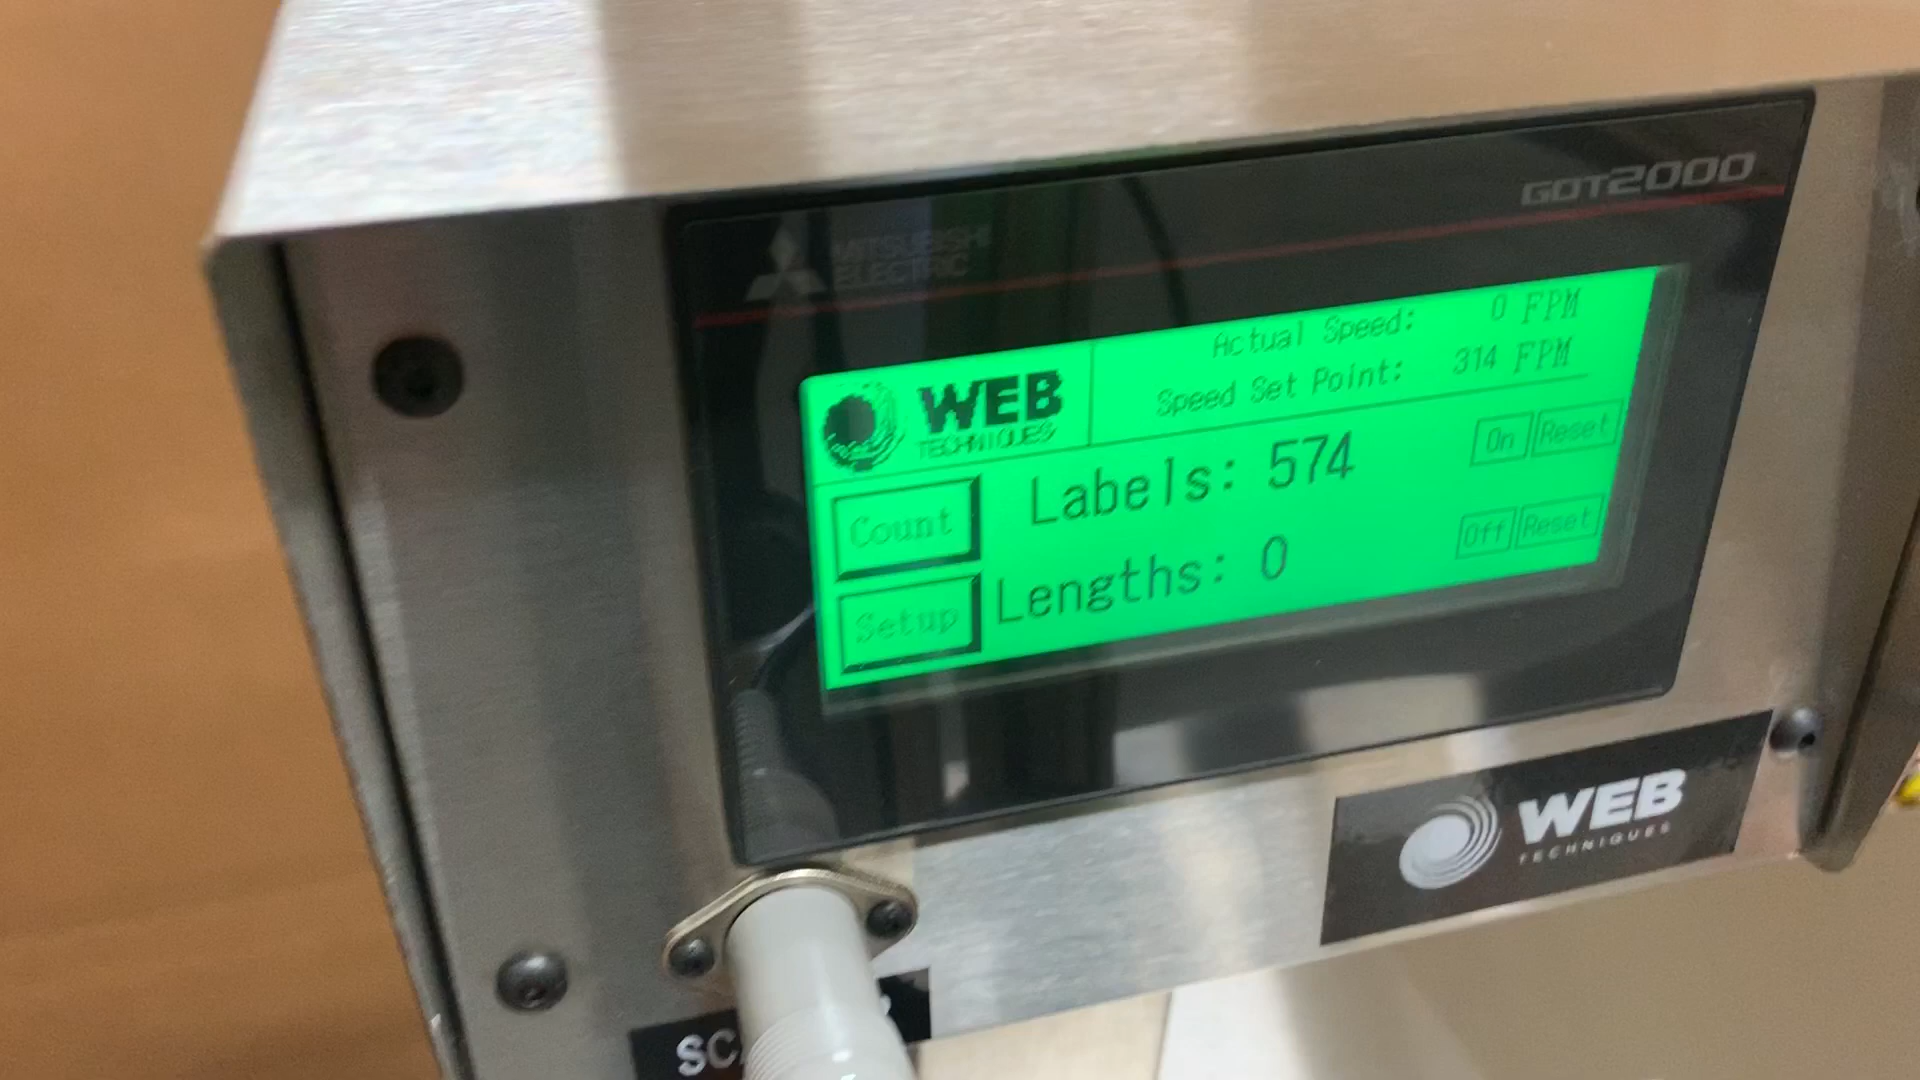 GOT2000
MITSUBISHI
ELECTRIC
Actual Speed: 0 FPM
Speed Set Point: 314 FPM
WEB
TECHNIQUES
Labels: 574
On
Reset
Count
Lengths: 0
Off
Reset
Setup
WEB
TECHNIQUES